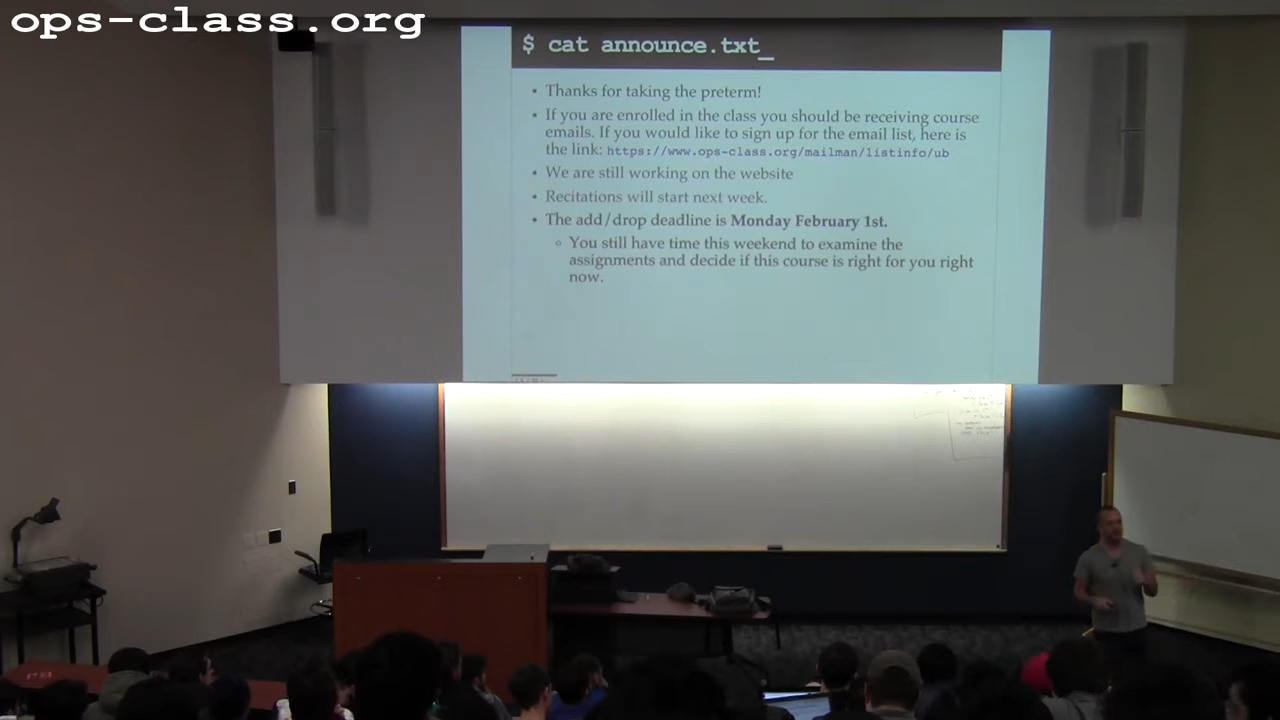 ops-class.org
$ cat announce.txt_
• Thanks for taking the preterm!
• If you are enrolled in the class you should be receiving course
emails. If you would like to sign up for the email list, here is
the link: https://www.ops-class.org/mailman/listinfo/ub
• We are still working on the website
• Recitations will start next week.
• The add/drop deadline is Monday February 1st.
◦ You still have time this weekend to examine the
assignments and decide if this course is right for you right
now.